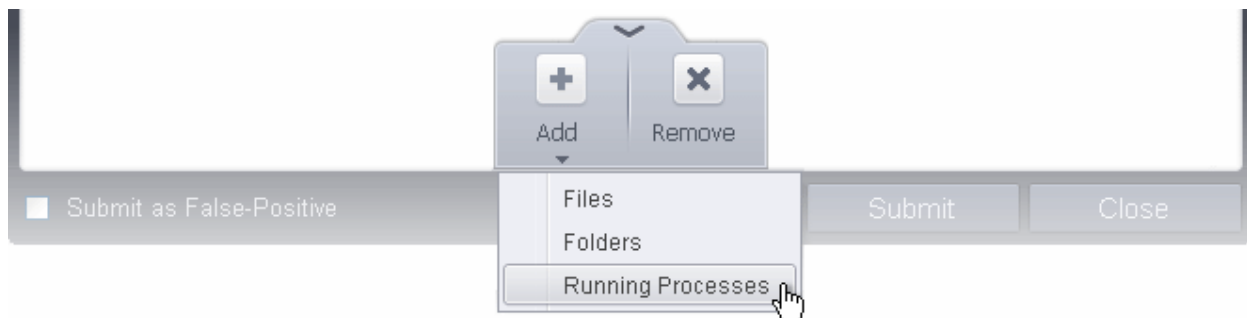 Add Remove
Submit as False-Positive
Files
Folders
Running Processes
Submit Close